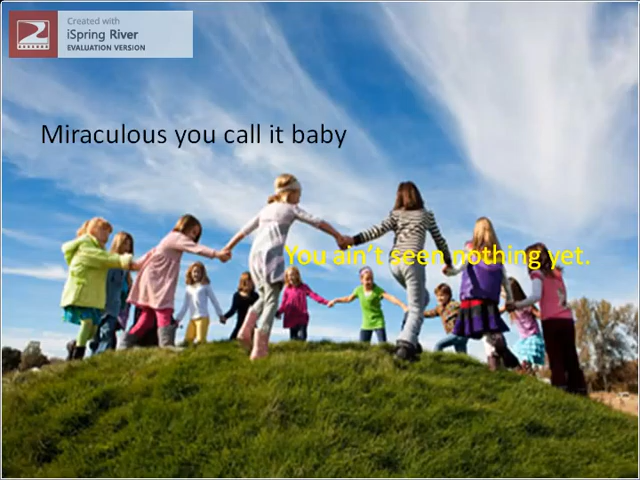 Created with
iSpring River
EVALUATION VERSION
Miraculous you call it baby
You ain't seen nothing yet.